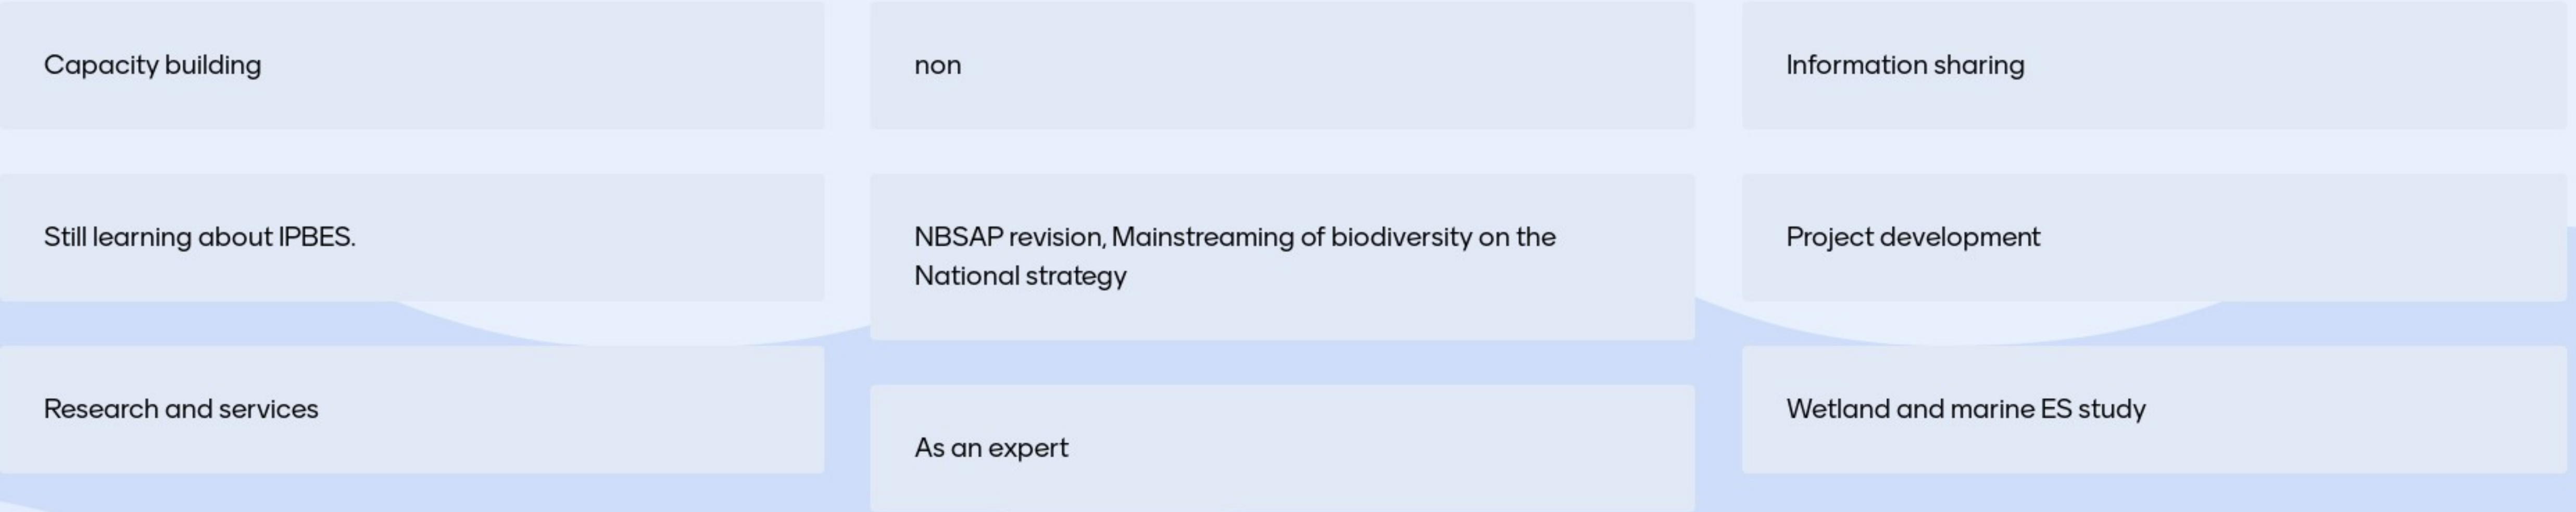 Capacity building
non
Information sharing
Still learning about IPBES.
NBSAP revision, Mainstreaming of biodiversity on the
National strategy
Project development
Research and services
As an expert
Wetland and marine ES study